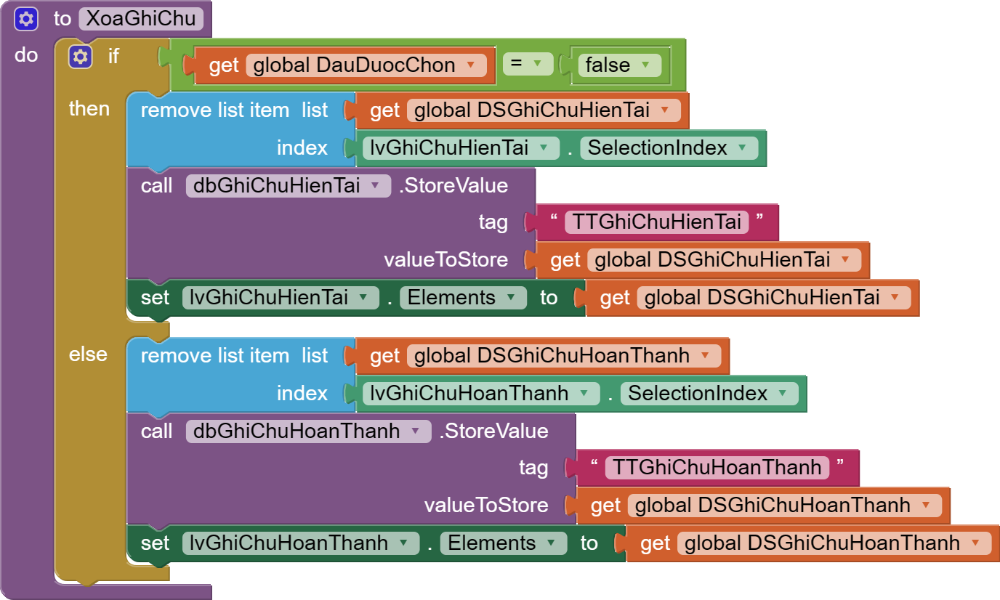 to XoaGhiChu
do if get global DauDuocChon = false
then remove list item list get global DSGhiChuHienTai
index lvGhiChuHienTai . SelectionIndex
call dbGhiChuHienTai .StoreValue
tag “ TTGhiChuHienTai ”
valueToStore get global DSGhiChuHienTai
set lvGhiChuHienTai . Elements to get global DSGhiChuHienTai
else remove list item list get global DSGhiChuHoanThanh
index lvGhiChuHoanThanh . SelectionIndex
call dbGhiChuHoanThanh .StoreValue
tag “ TTGhiChuHoanThanh ”
valueToStore get global DSGhiChuHoanThanh
set lvGhiChuHoanThanh . Elements to get global DSGhiChuHoanThanh